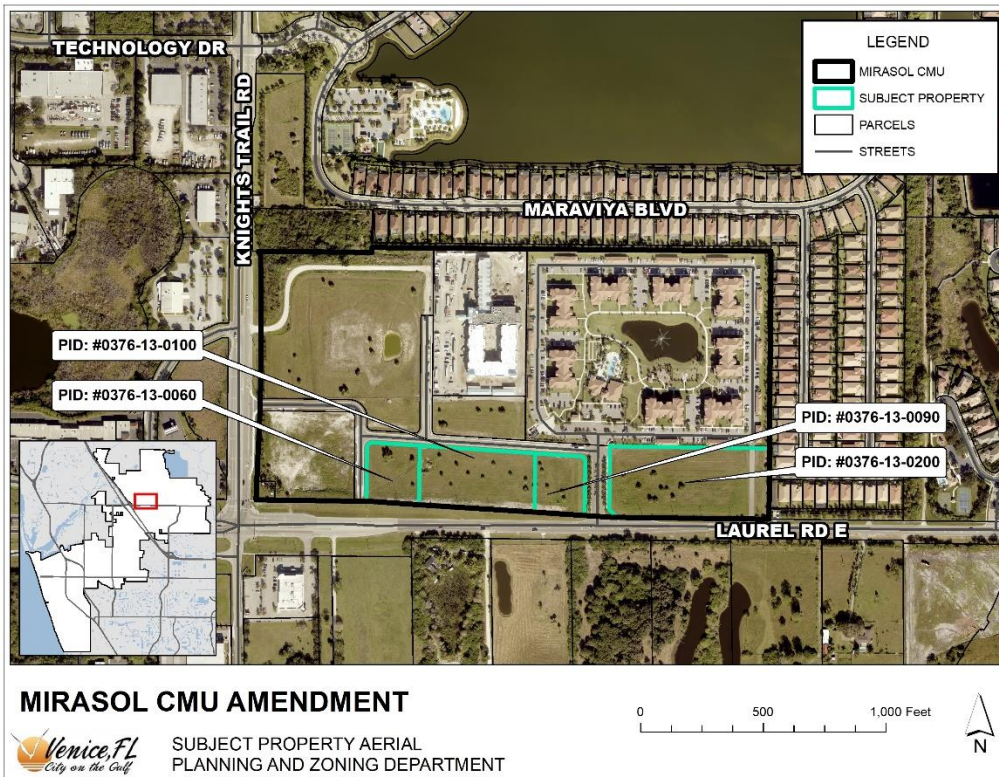 TECHNOLOGY DR
KNIGHTS TRAIL RD
LEGEND
MIRASOL CMU
SUBJECT PROPERTY
PARCELS
STREETS
MARAVIYA BLVD
PID: #0376-13-0100
PID: #0376-13-0060
PID: #0376-13-0090
PID: #0376-13-0200
LAUREL RD E
MIRASOL CMU AMENDMENT
Venice, FL
City on the Gulf
SUBJECT PROPERTY AERIAL
PLANNING AND ZONING DEPARTMENT
0 500 1,000 Feet
N